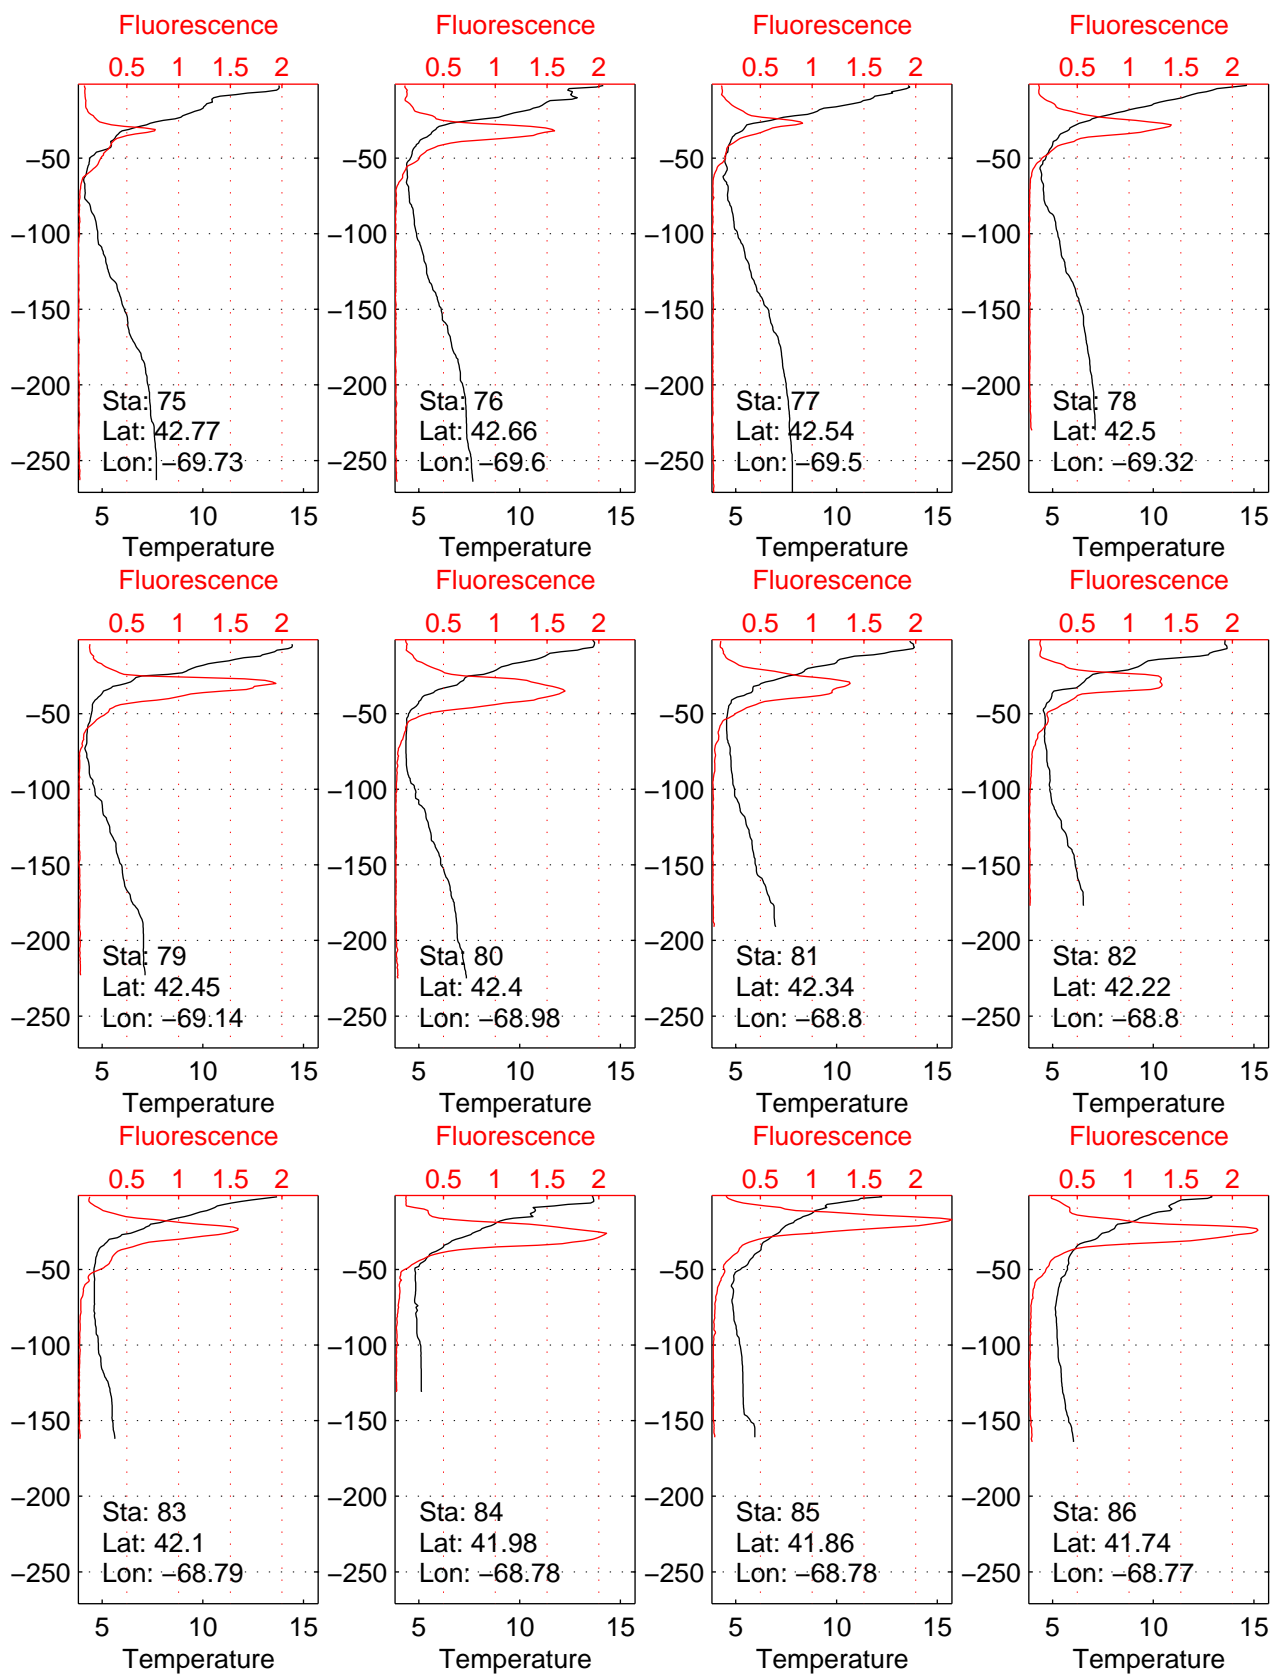 Fluorescence Fluorescence Fluorescence Fluorescence
0.5 1 1.5 2 0.5 1 1.5 2 0.5 1 1.5 2 0.5 1 1.5 2
−50 −50 −50 −50
−100 −100 −100 −100
−150 −150 −150 −150
−200 −200 −200 −200
Sta: 75 Sta: 76 Sta: 77 Sta: 78
Lat: 42.77 Lat: 42.66 Lat: 42.54 Lat: 42.5
−250 Lon: −69.73 −250 Lon: −69.6 −250 Lon: −69.5 −250 Lon: −69.32
5 10 15 5 10 15 5 10 15 5 10 15
Temperature Temperature Temperature Temperature
Fluorescence Fluorescence Fluorescence Fluorescence
0.5 1 1.5 2 0.5 1 1.5 2 0.5 1 1.5 2 0.5 1 1.5 2
−50 −50 −50 −50
−100 −100 −100 −100
−150 −150 −150 −150
−200 −200 −200 −200
Sta: 79 Sta: 80 Sta: 81 Sta: 82
Lat: 42.45 Lat: 42.4 Lat: 42.34 Lat: 42.22
−250 Lon: −69.14 −250 Lon: −68.98 −250 Lon: −68.8 −250 Lon: −68.8
5 10 15 5 10 15 5 10 15 5 10 15
Temperature Temperature Temperature Temperature
Fluorescence Fluorescence Fluorescence Fluorescence
0.5 1 1.5 2 0.5 1 1.5 2 0.5 1 1.5 2 0.5 1 1.5 2
−50 −50 −50 −50
−100 −100 −100 −100
−150 −150 −150 −150
−200 −200 −200 −200
Sta: 83 Sta: 84 Sta: 85 Sta: 86
Lat: 42.1 Lat: 41.98 Lat: 41.86 Lat: 41.74
−250 Lon: −68.79 −250 Lon: −68.78 −250 Lon: −68.78 −250 Lon: −68.77
5 10 15 5 10 15 5 10 15 5 10 15
Temperature Temperature Temperature Temperature